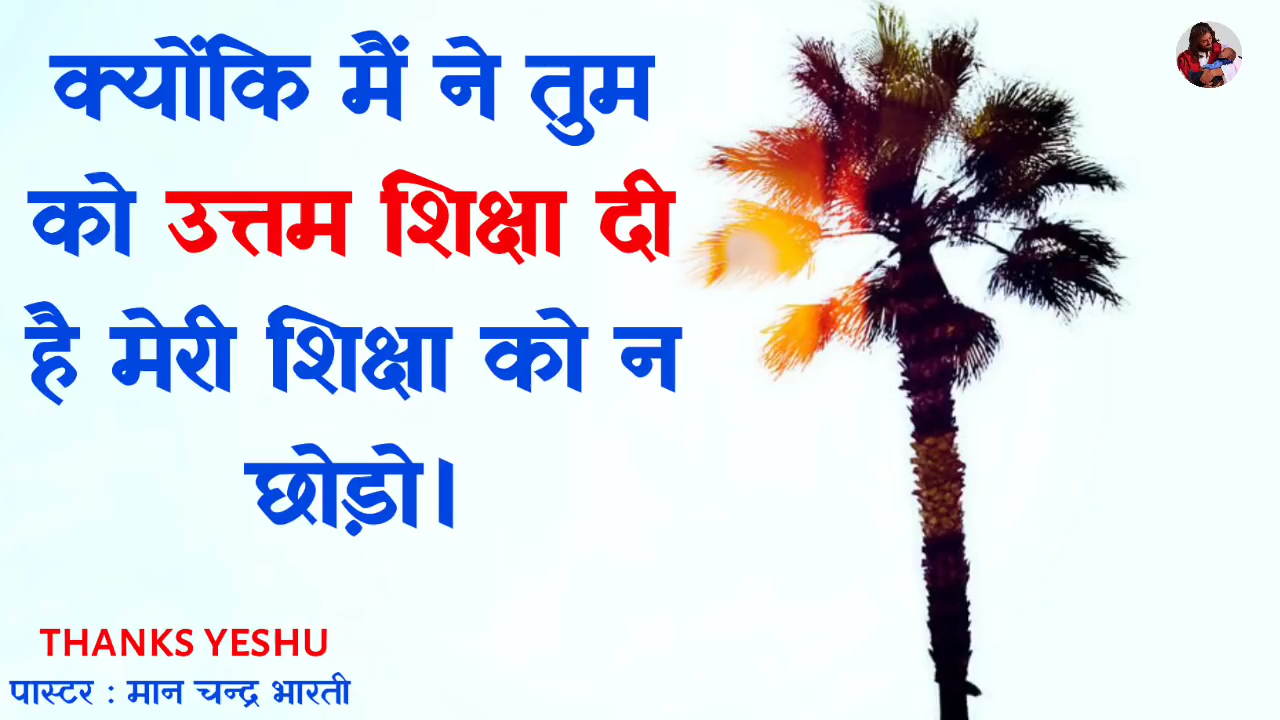 क्योंकि मैं ने तुम
को उत्तम शिक्षा दी
है मेरी शिक्षा को न
छोड़ो।
THANKS YESHU
पास्टर : मान चन्द्र भारती